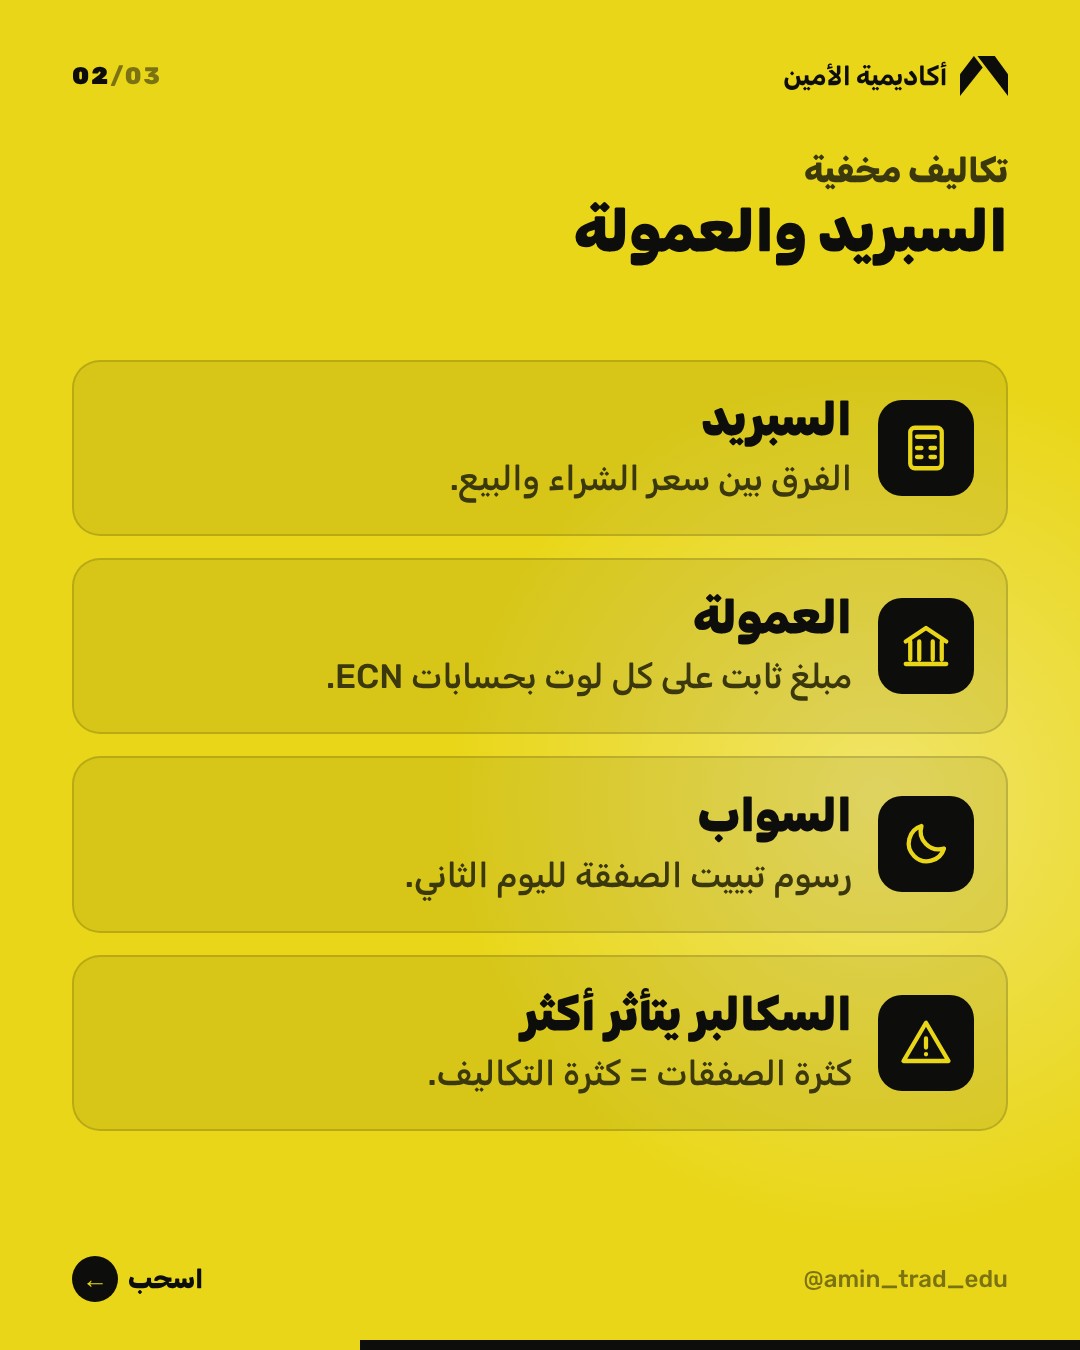 أكاديمية الأمين
02/03
تكاليف مخفية
السبريد والعمولة
السبريد
الفرق بين سعر الشراء والبيع.
العمولة
مبلغ ثابت على كل لوت بحسابات ECN.
السواب
رسوم تبييت الصفقة لليوم الثاني.
السكالبر يتأثر أكثر
كثرة الصفقات = كثرة التكاليف.
@amin_trad_edu
اسحب ←